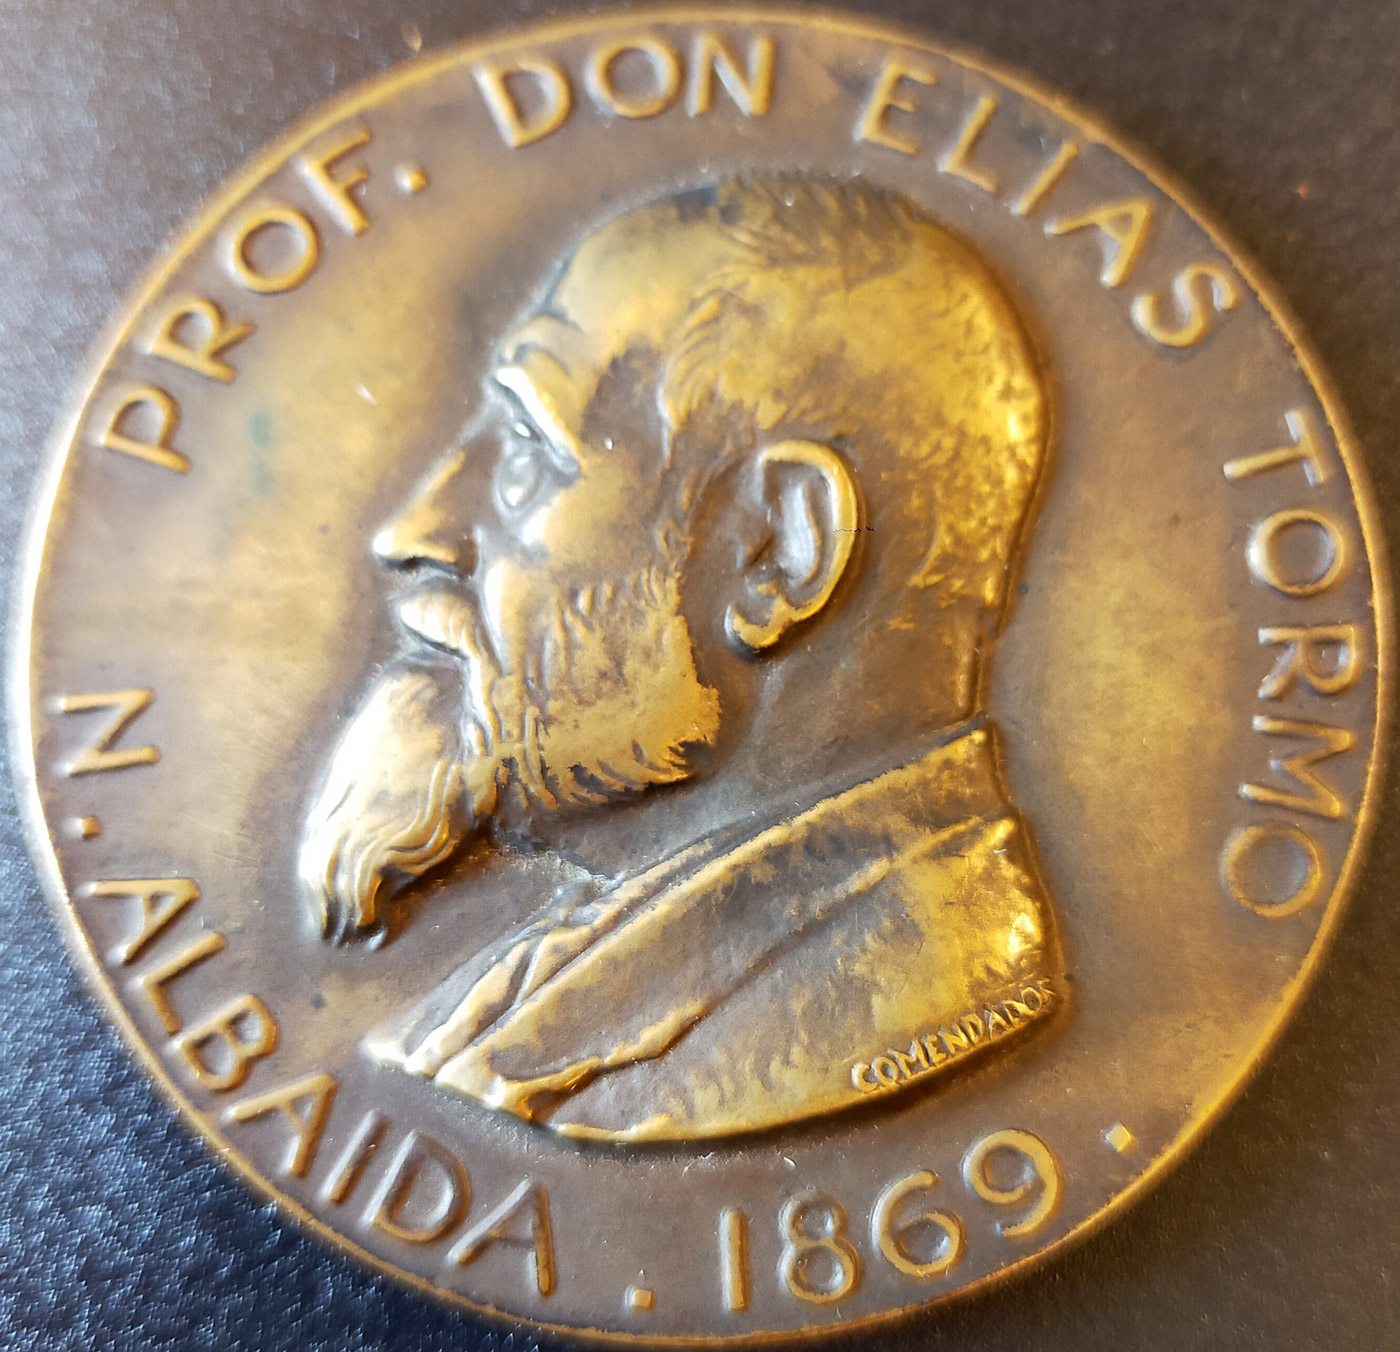 PROF. DON ELIAS TORMO
N. ALBAIDA . 1869 .
COMENDADOR